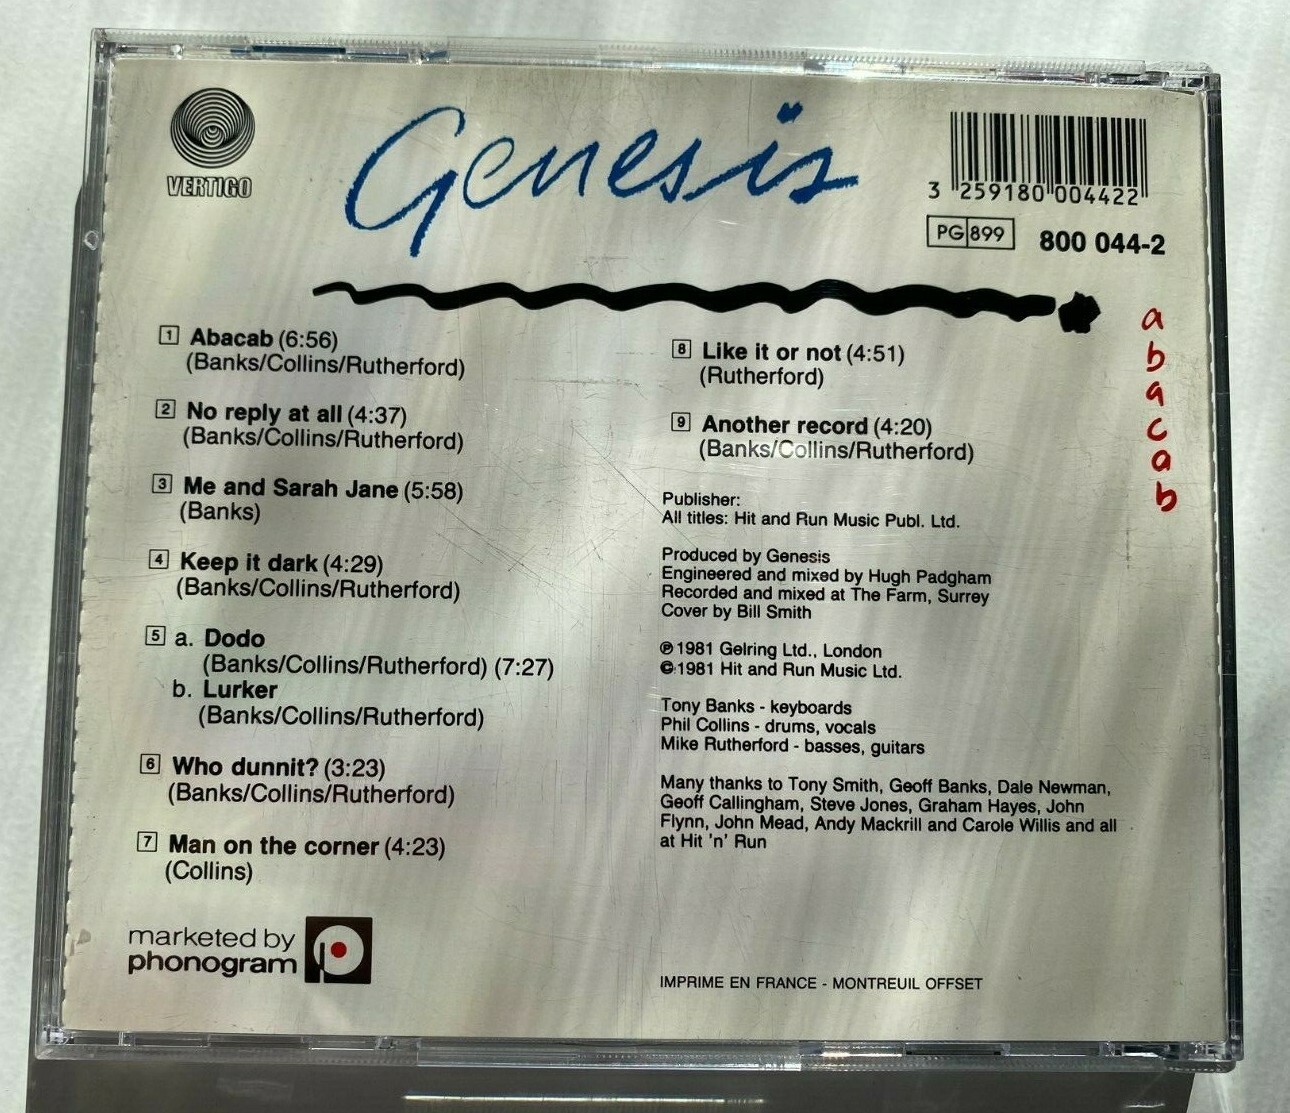 VERTIGO
Genesis
3 259180 004422
PG 899
800 044-2
a
b
a
c
a
b
1 Abacab (6:56)
(Banks/Collins/Rutherford)
2 No reply at all (4:37)
(Banks/Collins/Rutherford)
3 Me and Sarah Jane (5:58)
(Banks)
4 Keep it dark (4:29)
(Banks/Collins/Rutherford)
5 a. Dodo
(Banks/Collins/Rutherford) (7:27)
b. Lurker
(Banks/Collins/Rutherford)
6 Who dunnit? (3:23)
(Banks/Collins/Rutherford)
7 Man on the corner (4:23)
(Collins)
8 Like it or not (4:51)
(Rutherford)
9 Another record (4:20)
(Banks/Collins/Rutherford)
Publisher:
All titles: Hit and Run Music Publ. Ltd.
Produced by Genesis
Engineered and mixed by Hugh Padgham
Recorded and mixed at The Farm, Surrey
Cover by Bill Smith
℗ 1981 Gelring Ltd., London
© 1981 Hit and Run Music Ltd.
Tony Banks - keyboards
Phil Collins - drums, vocals
Mike Rutherford - basses, guitars
Many thanks to Tony Smith, Geoff Banks, Dale Newman,
Geoff Callingham, Steve Jones, Graham Hayes, John
Flynn, John Mead, Andy Mackrill and Carole Willis and all
at Hit 'n' Run
marketed by
phonogram
IMPRIME EN FRANCE - MONTREUIL OFFSET